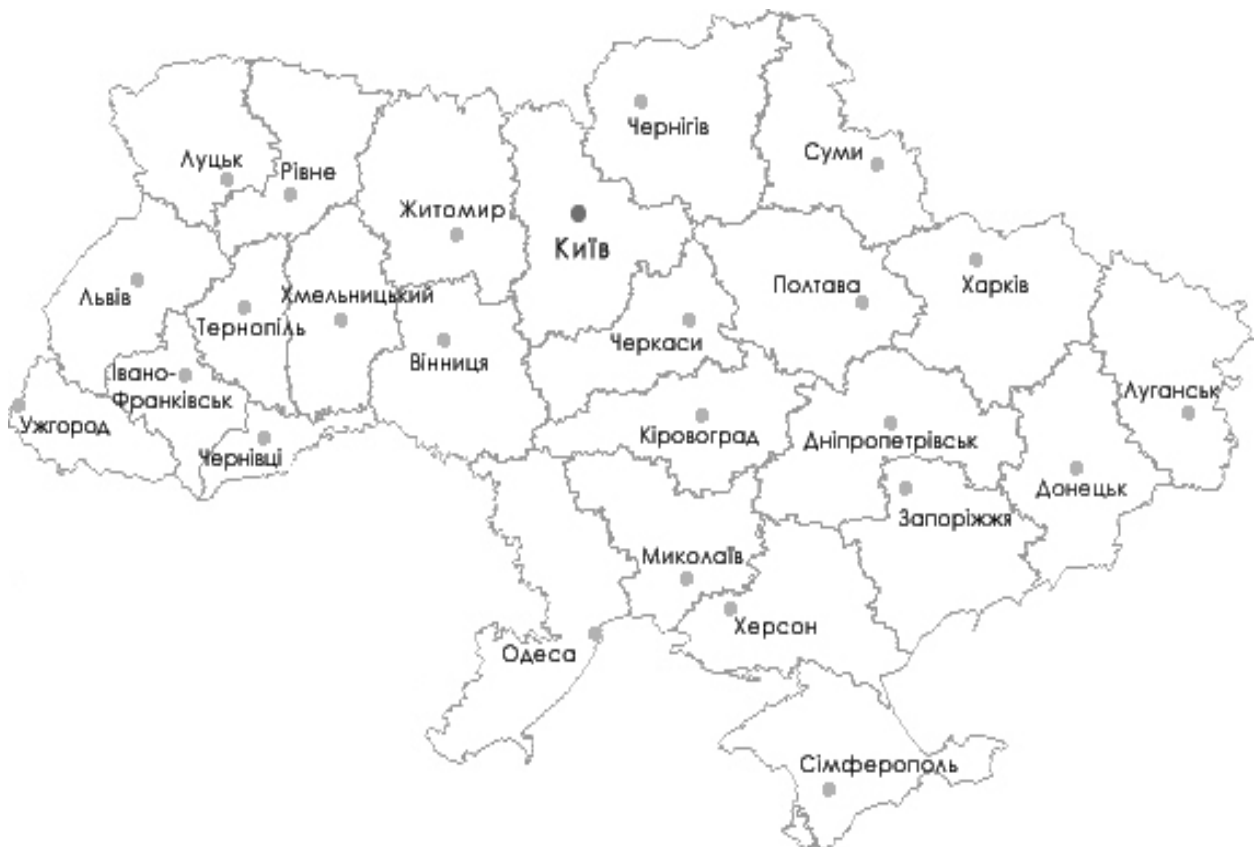 Чернігів
Суми
Луцьк
Рівне
Житомир
Київ
Львів
Тернопіль
Хмельницький
Вінниця
Черкаси
Полтава
Харків
Івано-
Франківськ
Ужгород
Чернівці
Кіровоград
Дніпропетрівськ
Луганськ
Донецьк
Запоріжжя
Миколаїв
Херсон
Одеса
Сімферополь